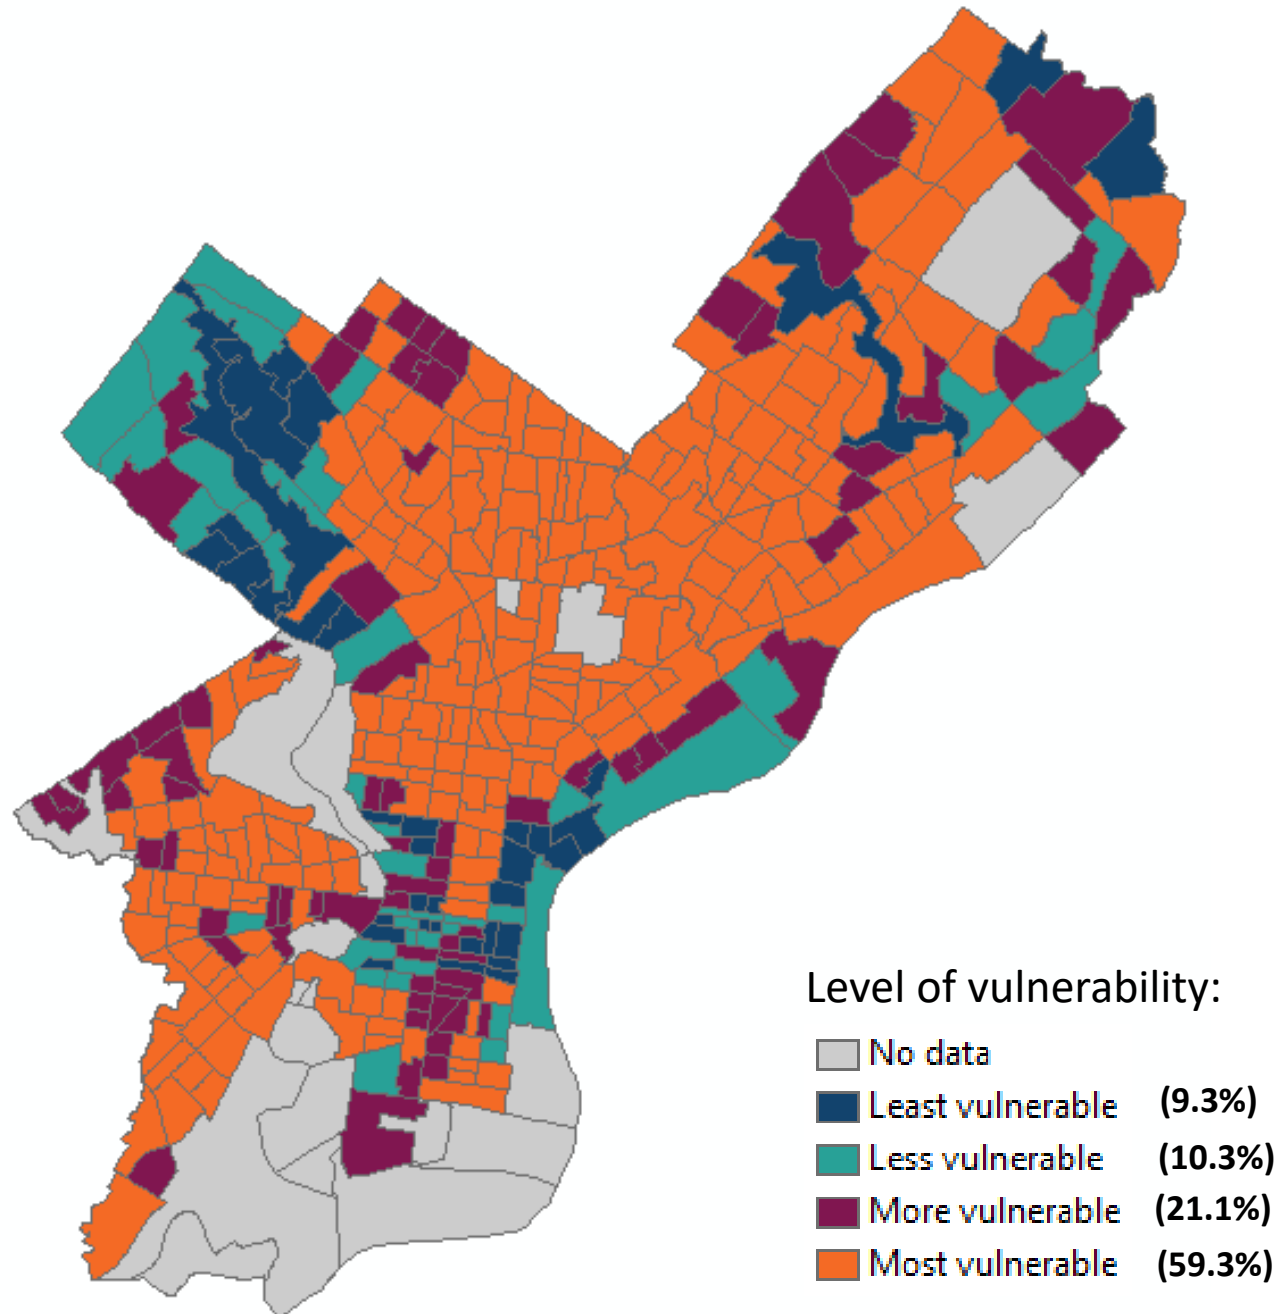 Level of vulnerability:
No data
Least vulnerable (9.3%)
Less vulnerable (10.3%)
More vulnerable (21.1%)
Most vulnerable (59.3%)